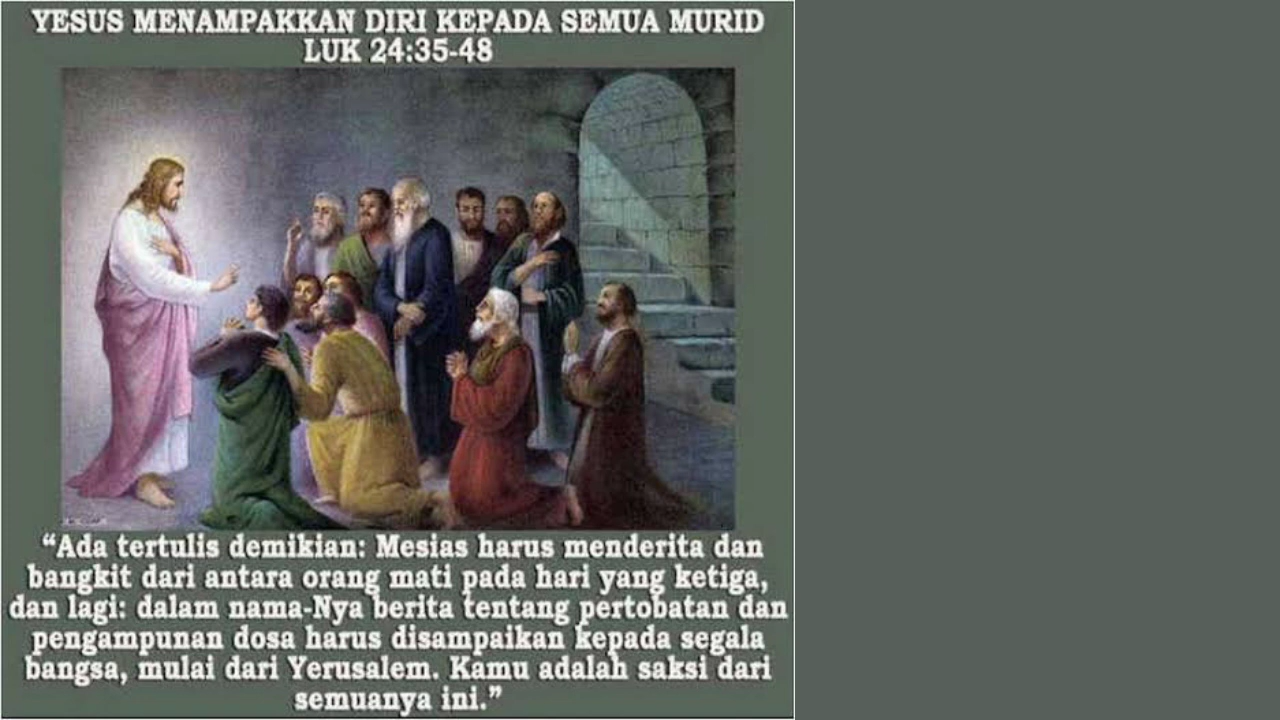 YESUS MENAMPAKKAN DIRI KEPADA SEMUA MURID
LUK 24:35-48
“Ada tertulis demikian: Mesias harus menderita dan
bangkit dari antara orang mati pada hari yang ketiga,
dan lagi: dalam nama-Nya berita tentang pertobatan dan
pengampunan dosa harus disampaikan kepada segala
bangsa, mulai dari Yerusalem. Kamu adalah saksi dari
semuanya ini.”